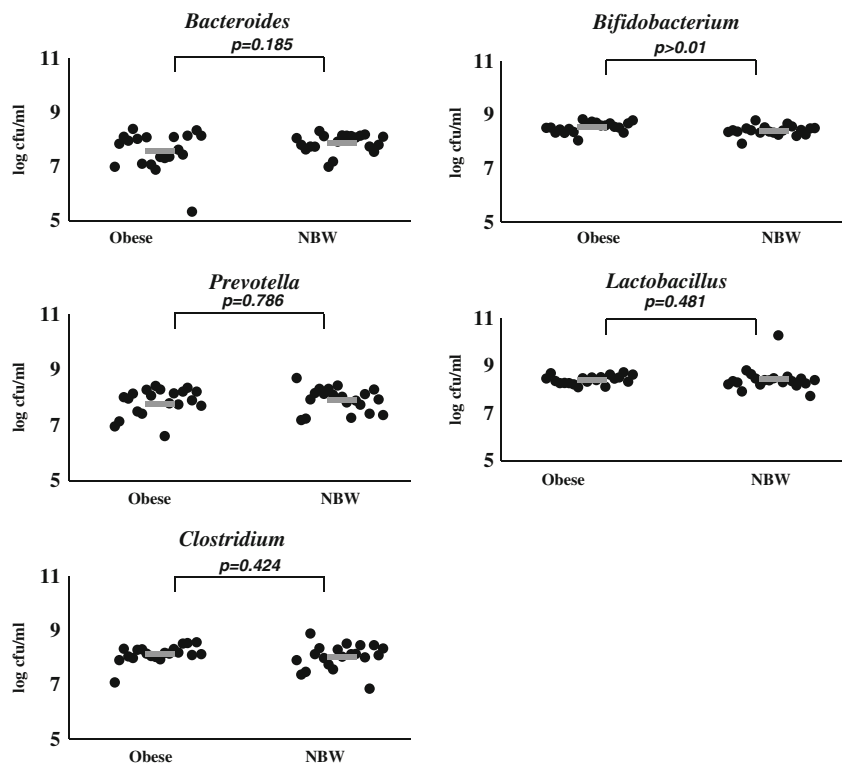 Bacteroides
p=0.185
11
9
7
5
log cfu/ml
Obese NBW
Bifidobacterium
p>0.01
11
9
7
5
log cfu/ml
Obese NBW
Prevotella
p=0.786
11
9
7
5
log cfu/ml
Obese NBW
Lactobacillus
p=0.481
11
9
7
5
log cfu/ml
Obese NBW
Clostridium
p=0.424
11
9
7
5
log cfu/ml
Obese NBW